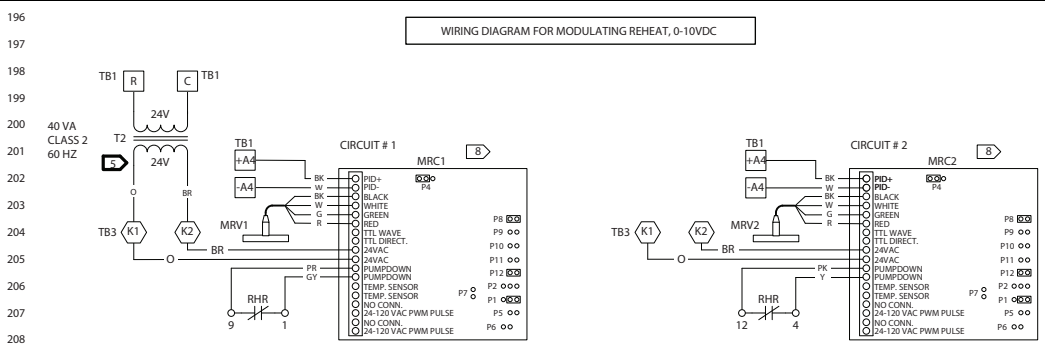 196
197
198
199
200
201
202
203
204
205
206
207
208
WIRING DIAGRAM FOR MODULATING REHEAT, 0-10VDC
TB1
R
C
TB1
24V
T2
40 VA
CLASS 2
60 HZ
5
24V
O
BR
TB3
K1
K2
BR
O
TB1
+A4
-A4
CIRCUIT # 1
8
MRC1
P4
BK
W
BK
W
G
R
MRV1
PR
GY
RHR
9
1
PID+
PID-
BLACK
WHITE
GREEN
RED
TTL WAVE
TTL DIRECT.
24VAC
24VAC
PUMPDOWN
PUMPDOWN
TEMP. SENSOR
TEMP. SENSOR
NO CONN.
24-120 VAC PWM PULSE
NO CONN.
24-120 VAC PWM PULSE
P8
P9
P10
P11
P12
P2
P7
P1
P5
P6
TB3
K1
K2
BR
O
TB1
+A4
-A4
CIRCUIT # 2
8
MRC2
P4
BK
W
BK
W
G
R
MRV2
PK
Y
RHR
12
4
PID+
PID-
BLACK
WHITE
GREEN
RED
TTL WAVE
TTL DIRECT.
24VAC
24VAC
PUMPDOWN
PUMPDOWN
TEMP. SENSOR
TEMP. SENSOR
NO CONN.
24-120 VAC PWM PULSE
NO CONN.
24-120 VAC PWM PULSE
P8
P9
P10
P11
P12
P2
P7
P1
P5
P6